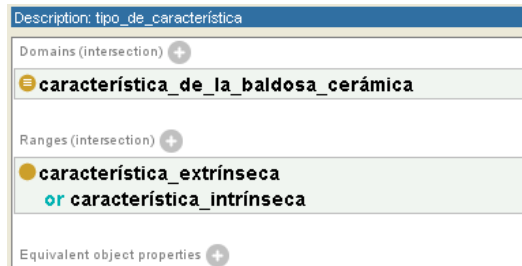 Description: tipo_de_característica
Domains (intersection)
característica_de_la_baldosa_cerámica
Ranges (intersection)
característica_extrínseca
or característica_intrínseca
Equivalent object properties